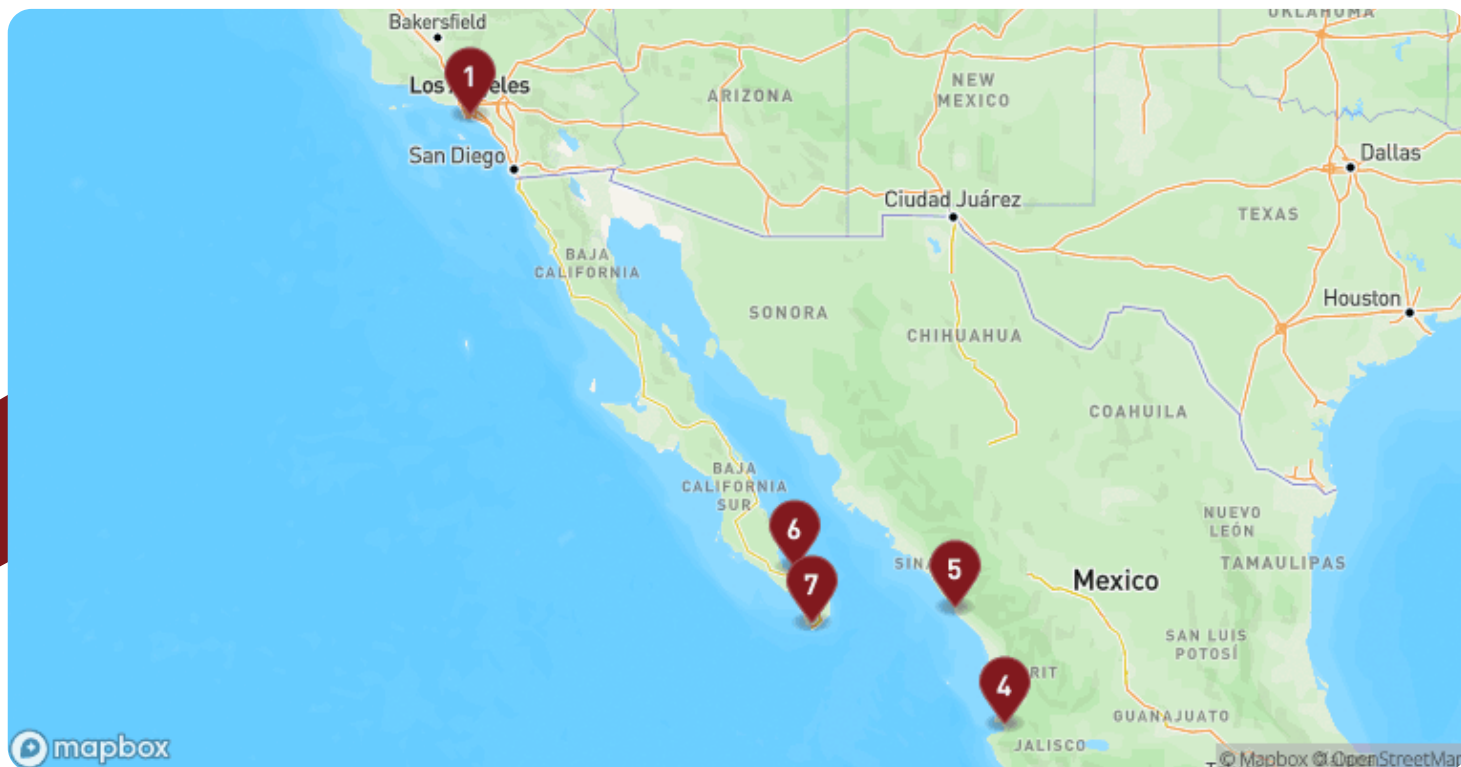 OKLAHOMA
Bakersfield
1
Los Angeles
ARIZONA
NEW
MEXICO
San Diego
Dallas
Ciudad Juárez
TEXAS
BAJA
CALIFORNIA
SONORA
Houston
CHIHUAHUA
COAHUILA
BAJA
CALIFORNIA
SUR
6
NUEVO
LEÓN
5
SINA
TAMAULIPAS
7
Mexico
SAN LUIS
POTOSÍ
4
RIT
GUANAJUATO
JALISCO
mapbox
© Mapbox © OpenStreetMap